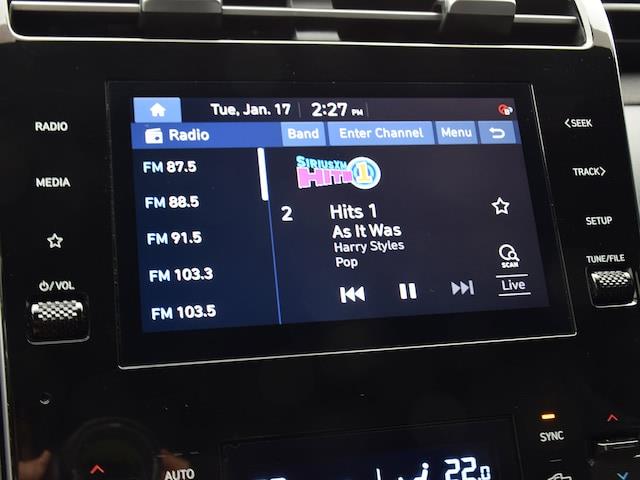 Tue, Jan. 17 2:27 PM
Radio Band Enter Channel Menu
FM 87.5
FM 88.5
FM 91.5
FM 103.3
FM 103.5
SIRIUSXM
HITS 1
2 Hits 1
As It Was
Harry Styles
Pop
SCAN
Live
RADIO
MEDIA
/VOL
<SEEK
TRACK>
SETUP
TUNE/FILE
AUTO
SYNC
22.0